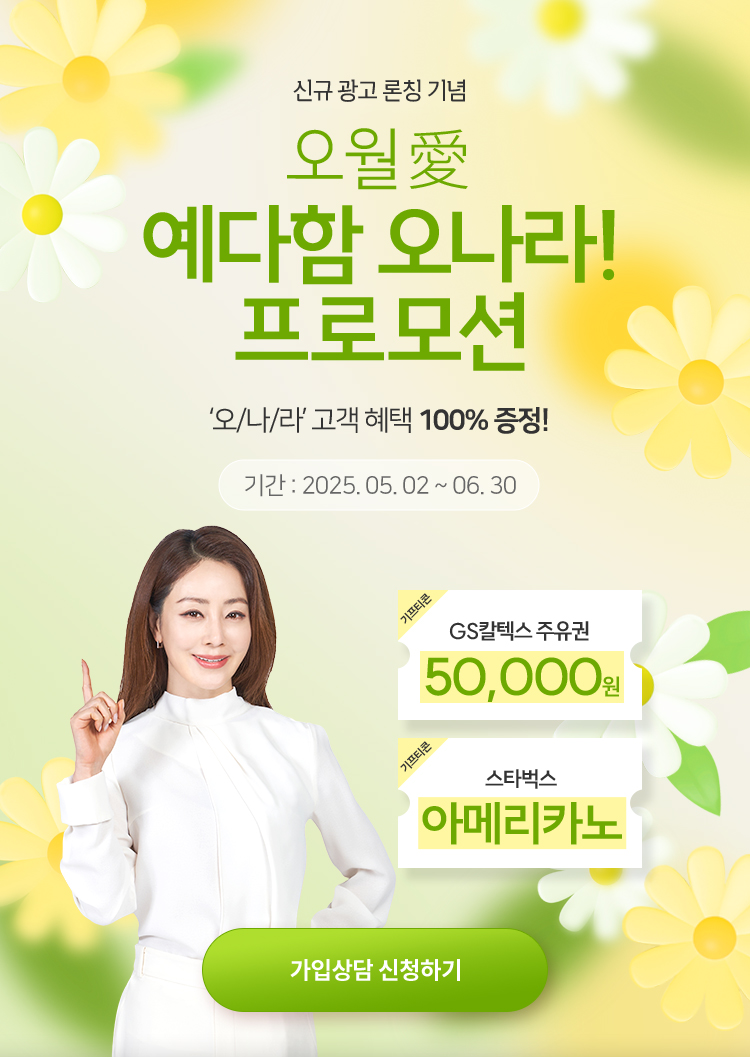 신규 광고 론칭 기념
오월愛
예다함 오나라!
프로모션
‘오/나/라’ 고객 혜택 100% 증정!
기간 : 2025. 05. 02 ~ 06. 30
기프티콘
GS칼텍스 주유권
50,000원
기프티콘
스타벅스
아메리카노
가입상담 신청하기